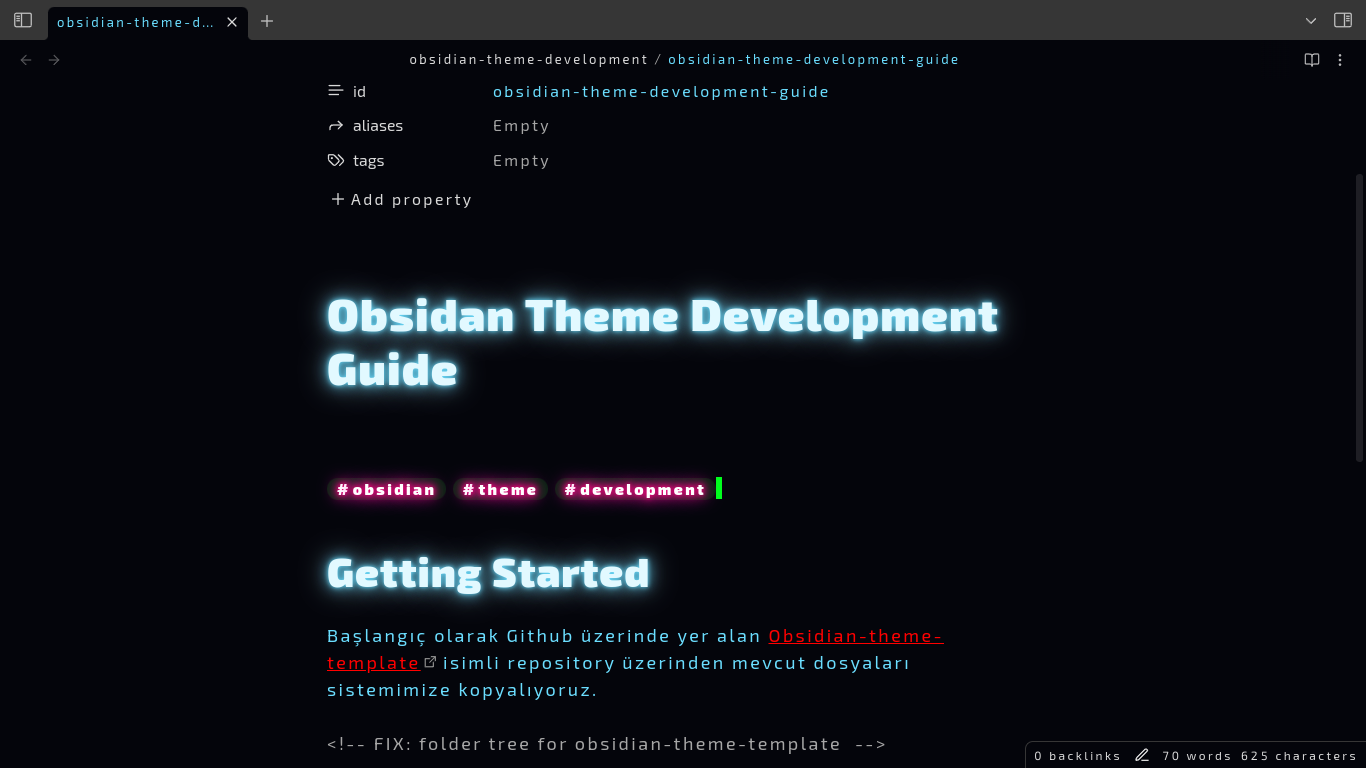 obsidian-theme-d...
obsidian-theme-development / obsidian-theme-development-guide
id obsidian-theme-development-guide
aliases Empty
tags Empty
Add property
Obsidan Theme Development
Guide
#obsidian #theme #development
Getting Started
Başlangıç olarak Github üzerinde yer alan Obsidian-theme-
template isimli repository üzerinden mevcut dosyaları
sistemimize kopyalıyoruz.
<!-- FIX: folder tree for obsidian-theme-template -->
0 backlinks 70 words 625 characters